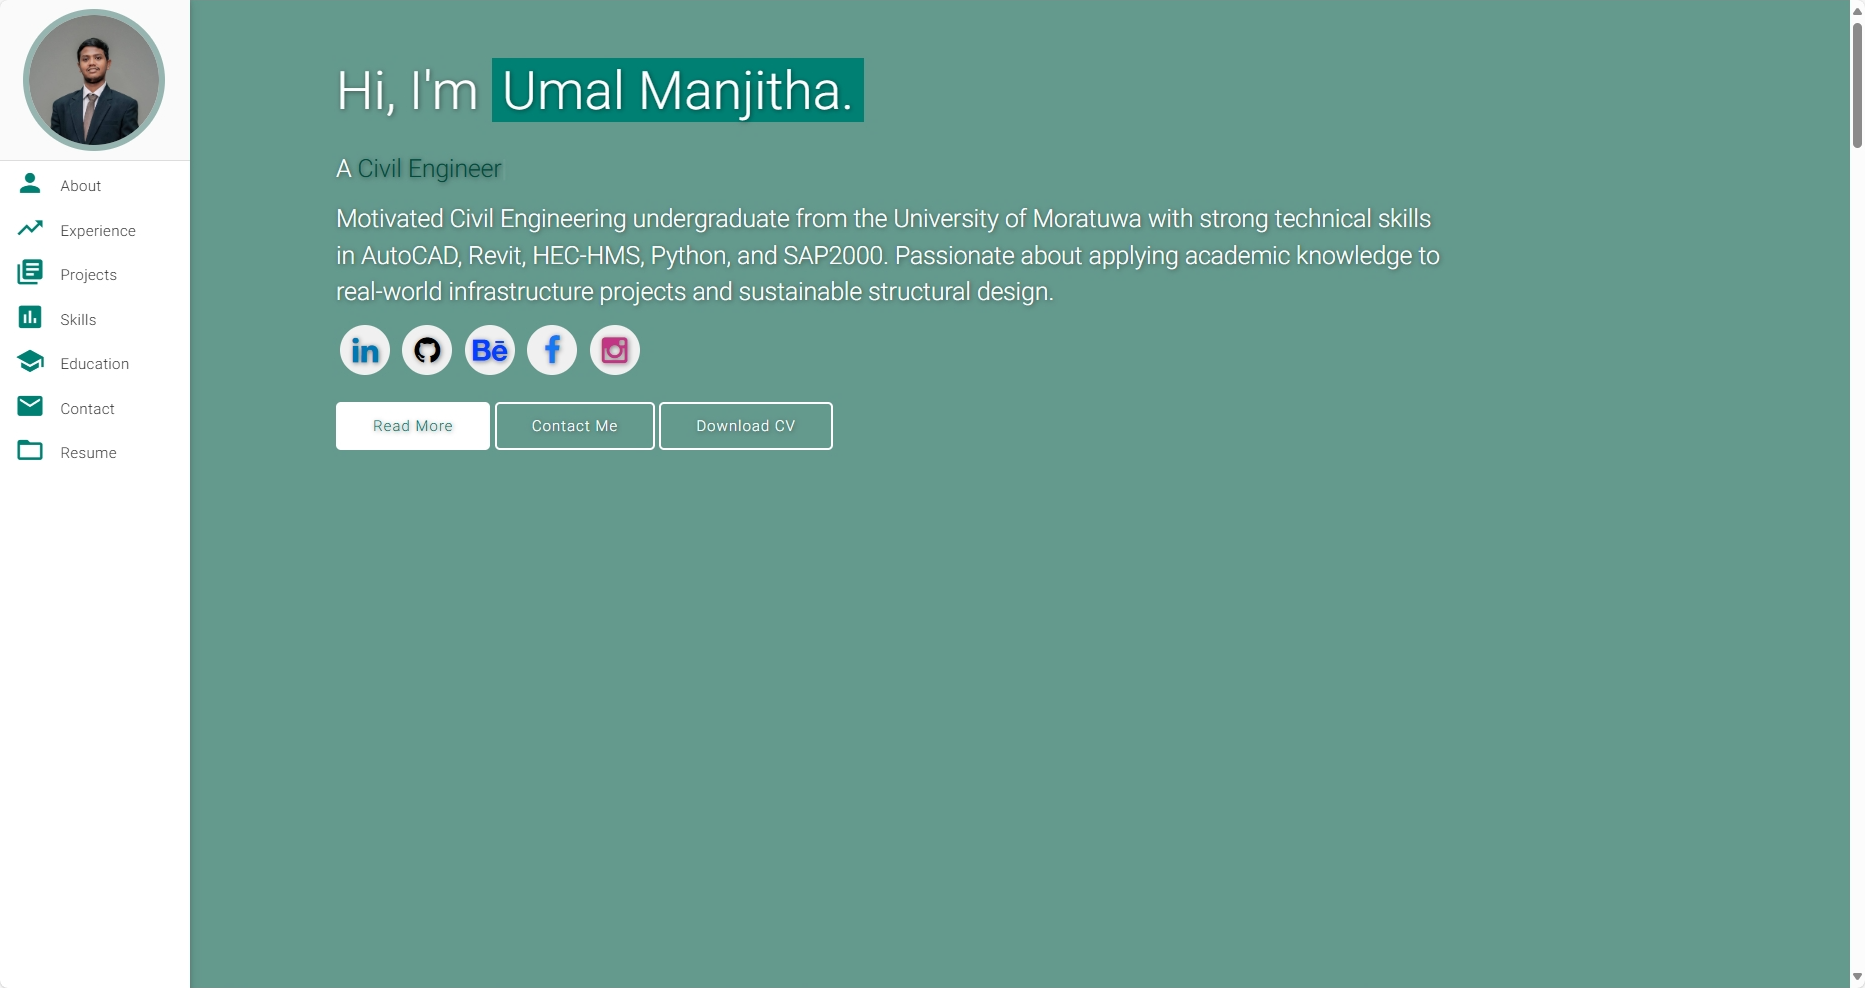 Hi, I'm Umal Manjitha.
A Civil Engineer
Motivated Civil Engineering undergraduate from the University of Moratuwa with strong technical skills
in AutoCAD, Revit, HEC-HMS, Python, and SAP2000. Passionate about applying academic knowledge to
real-world infrastructure projects and sustainable structural design.
in
Bē
f
Read More
Contact Me
Download CV
About
Experience
Projects
Skills
Education
Contact
Resume